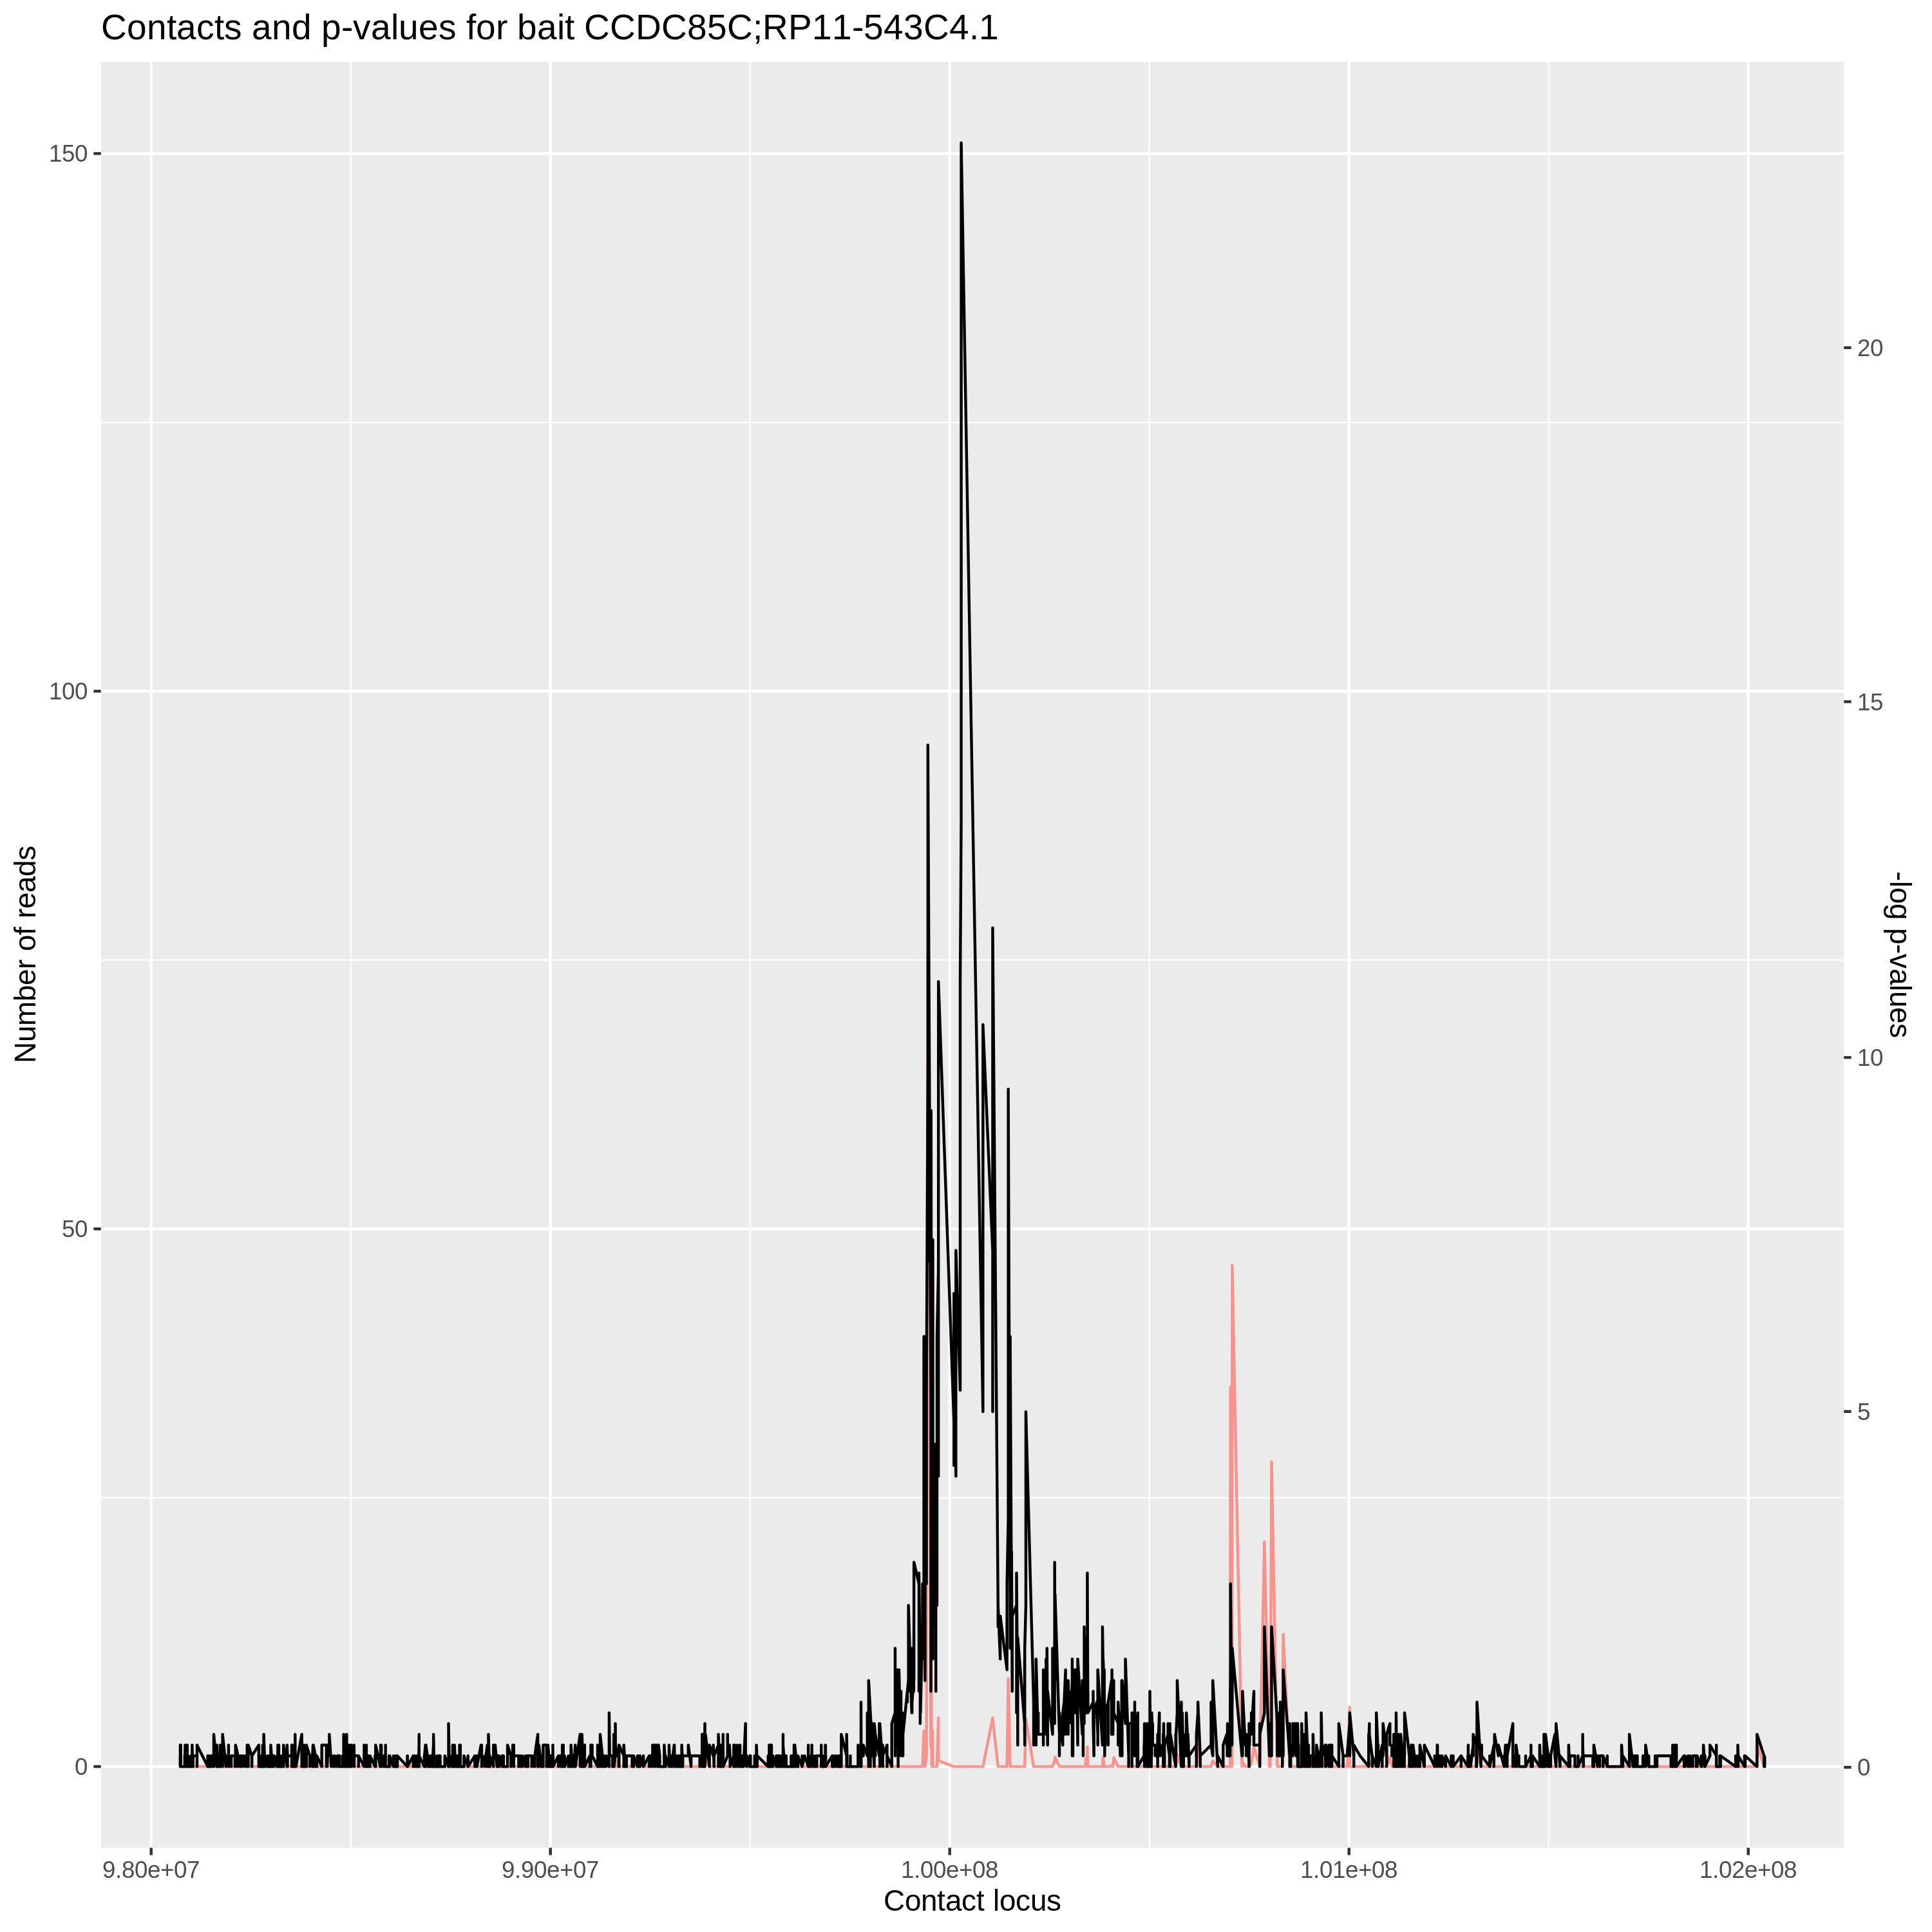 Contacts and p-values for bait CCDC85C;RP11-543C4.1
150
100
50
0
Number of reads
20
15
10
5
0
-log p-values
9.80e+07 9.90e+07 1.00e+08 1.01e+08 1.02e+08
Contact locus